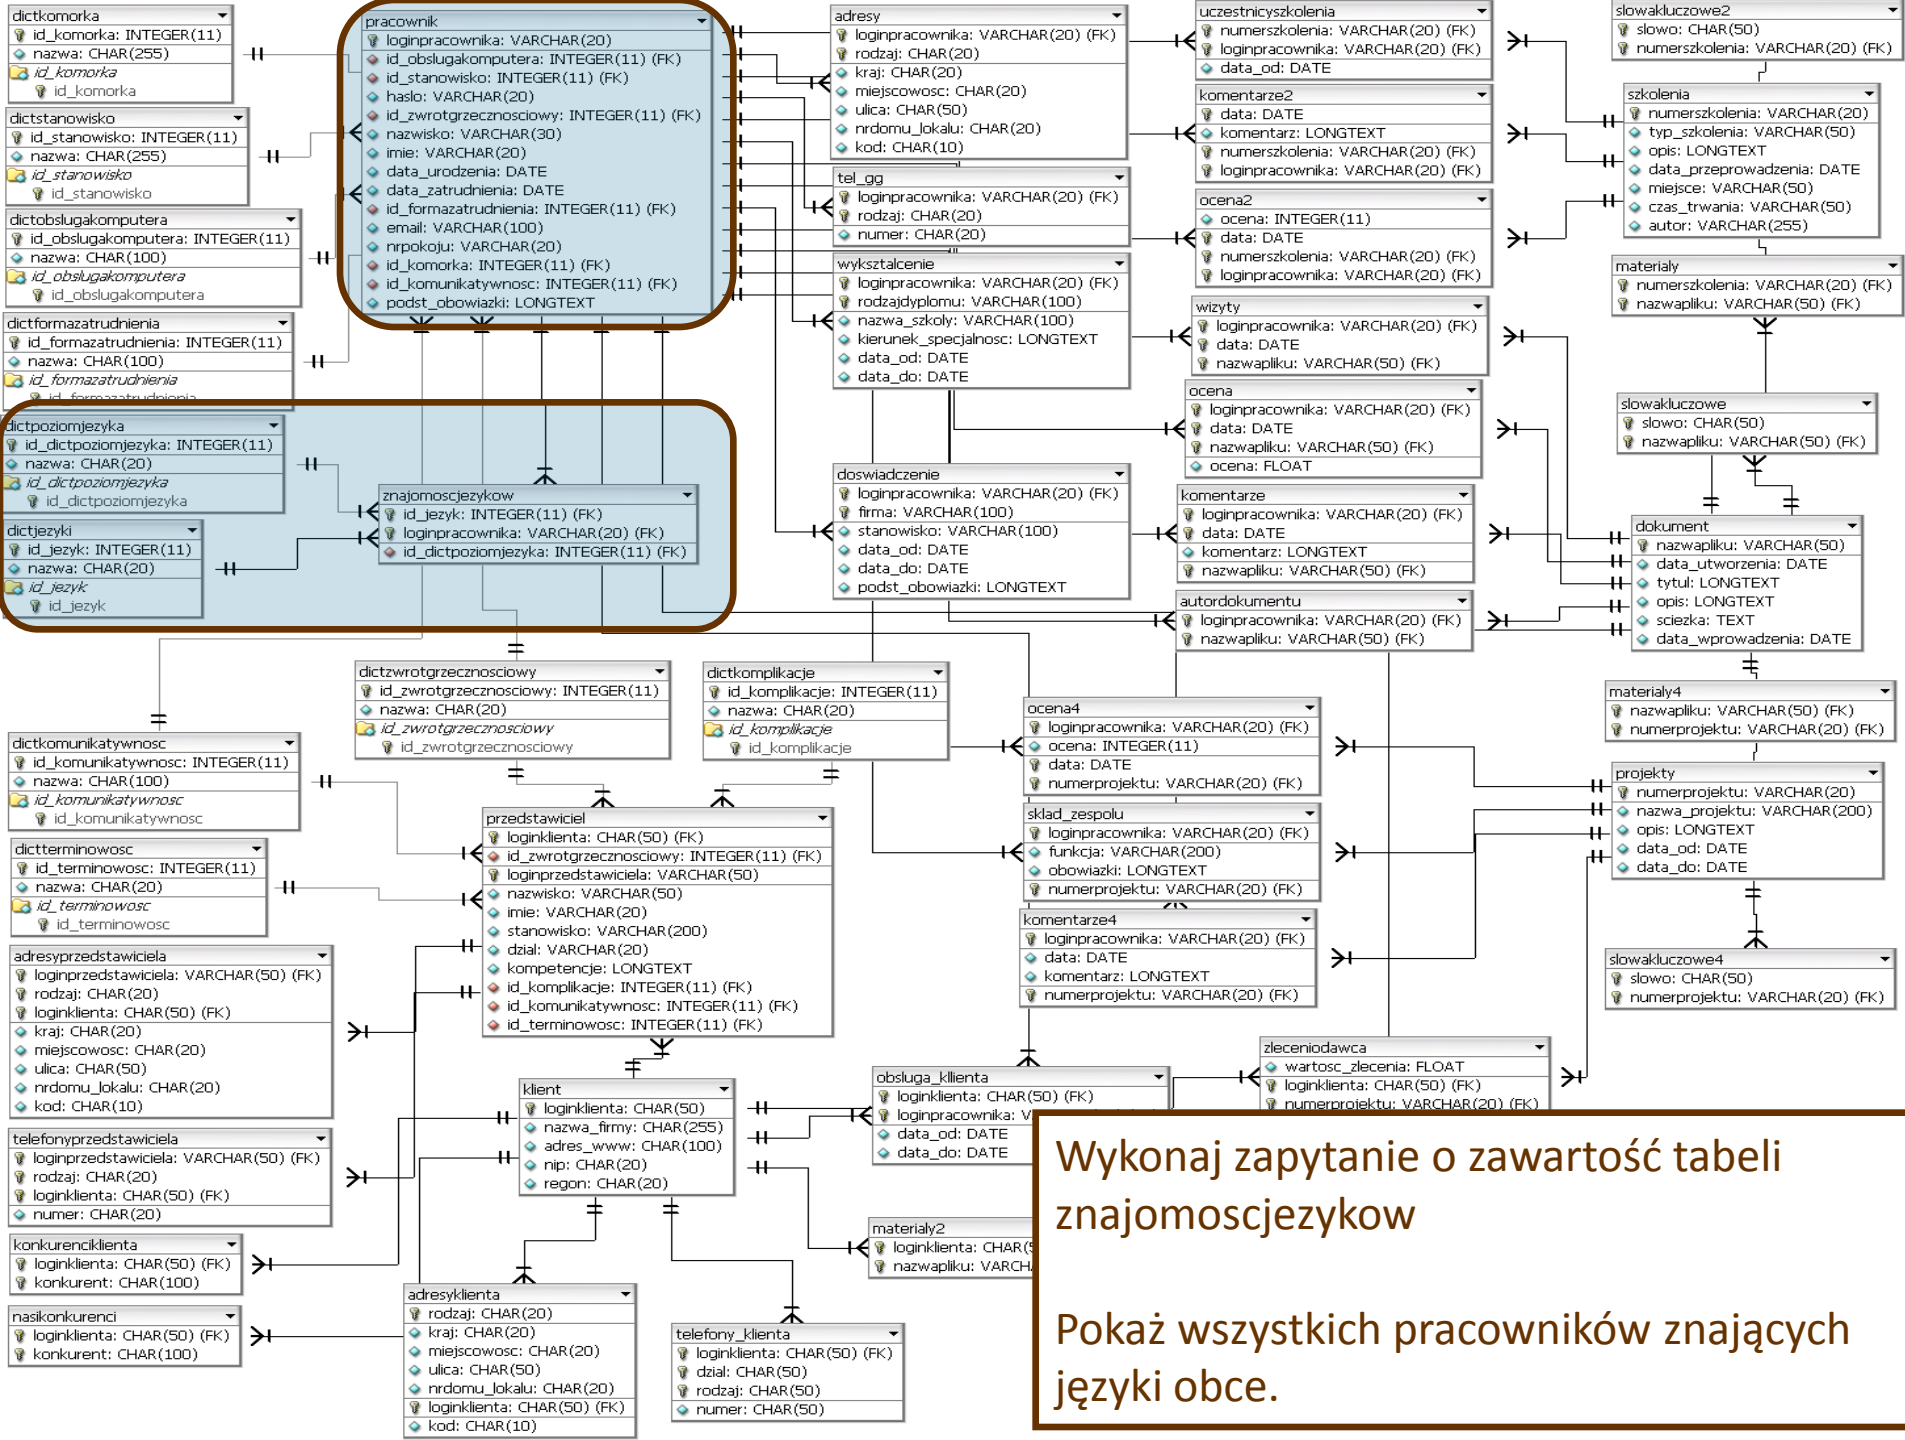 dictkomorka
id_komorka: INTEGER(11)
nazwa: CHAR(255)
id_komorka
id_komorka
dictstanowisko
id_stanowisko: INTEGER(11)
nazwa: CHAR(255)
id_stanowisko
id_stanowisko
dictobslugakomputera
id_obslugakomputera: INTEGER(11)
nazwa: CHAR(100)
id_obslugakomputera
id_obslugakomputera
dictformazatrudnienia
id_formazatrudnienia: INTEGER(11)
nazwa: CHAR(100)
id_formazatrudnienia
id_formazatrudnienia
dictpoziomjezyka
id_dictpoziomjezyka: INTEGER(11)
nazwa: CHAR(20)
id_dictpoziomjezyka
id_dictpoziomjezyka
dictjezyki
id_jezyk: INTEGER(11)
nazwa: CHAR(20)
id_jezyk
id_jezyk
pracownik
loginpracownika: VARCHAR(20)
id_obslugakomputera: INTEGER(11) (FK)
id_stanowisko: INTEGER(11) (FK)
haslo: VARCHAR(20)
id_zwrotgrzecznosciowy: INTEGER(11) (FK)
nazwisko: VARCHAR(30)
imie: VARCHAR(20)
data_urodzenia: DATE
data_zatrudnienia: DATE
id_formazatrudnienia: INTEGER(11) (FK)
email: VARCHAR(100)
nrpokoju: VARCHAR(20)
id_komorka: INTEGER(11) (FK)
id_komunikatywnosc: INTEGER(11) (FK)
podst_obowiazki: LONGTEXT
znajomoscjezykow
id_jezyk: INTEGER(11) (FK)
loginpracownika: VARCHAR(20) (FK)
id_dictpoziomjezyka: INTEGER(11) (FK)
adresy
loginpracownika: VARCHAR(20) (FK)
rodzaj: CHAR(20)
kraj: CHAR(20)
miejscowosc: CHAR(20)
ulica: CHAR(50)
nrdomu_lokalu: CHAR(20)
kod: CHAR(10)
tel_gg
loginpracownika: VARCHAR(20) (FK)
rodzaj: CHAR(20)
numer: CHAR(20)
wyksztalcenie
loginpracownika: VARCHAR(20) (FK)
rodzajdyplomu: VARCHAR(100)
nazwa_szkoly: VARCHAR(100)
kierunek_specjalnosc: LONGTEXT
data_od: DATE
data_do: DATE
doswiadczenie
loginpracownika: VARCHAR(20) (FK)
firma: VARCHAR(100)
stanowisko: VARCHAR(100)
data_od: DATE
data_do: DATE
podst_obowiazki: LONGTEXT
uczestnicyszkolenia
numerszkolenia: VARCHAR(20) (FK)
loginpracownika: VARCHAR(20) (FK)
data_od: DATE
komentarze2
data: DATE
komentarz: LONGTEXT
numerszkolenia: VARCHAR(20) (FK)
loginpracownika: VARCHAR(20) (FK)
ocena2
ocena: INTEGER(11)
data: DATE
numerszkolenia: VARCHAR(20) (FK)
loginpracownika: VARCHAR(20) (FK)
wizyty
loginpracownika: VARCHAR(20) (FK)
data: DATE
nazwapliku: VARCHAR(50) (FK)
ocena
loginpracownika: VARCHAR(20) (FK)
data: DATE
nazwapliku: VARCHAR(50) (FK)
ocena: FLOAT
komentarze
loginpracownika: VARCHAR(20) (FK)
data: DATE
komentarz: LONGTEXT
nazwapliku: VARCHAR(50) (FK)
autordokumentu
loginpracownika: VARCHAR(20) (FK)
nazwapliku: VARCHAR(50) (FK)
slowakluczowe2
slowo: CHAR(50)
numerszkolenia: VARCHAR(20) (FK)
szkolenia
numerszkolenia: VARCHAR(20)
typ_szkolenia: VARCHAR(50)
opis: LONGTEXT
data_przeprowadzenia: DATE
miejsce: VARCHAR(50)
czas_trwania: VARCHAR(50)
autor: VARCHAR(255)
materialy
numerszkolenia: VARCHAR(20) (FK)
nazwapliku: VARCHAR(50) (FK)
slowakluczowe
slowo: CHAR(50)
nazwapliku: VARCHAR(50) (FK)
dokument
nazwapliku: VARCHAR(50)
data_utworzenia: DATE
tytul: LONGTEXT
opis: LONGTEXT
sciezka: TEXT
data_wprowadzenia: DATE
dictkomunikatywnosc
id_komunikatywnosc: INTEGER(11)
nazwa: CHAR(100)
id_komunikatywnosc
id_komunikatywnosc
dictterminowosc
id_terminowosc: INTEGER(11)
nazwa: CHAR(20)
id_terminowosc
id_terminowosc
adresyprzedstawiciela
loginprzedstawiciela: VARCHAR(50) (FK)
rodzaj: CHAR(20)
loginklienta: CHAR(50) (FK)
kraj: CHAR(20)
miejscowosc: CHAR(20)
ulica: CHAR(50)
nrdomu_lokalu: CHAR(20)
kod: CHAR(10)
telefonyprzedstawiciela
loginprzedstawiciela: VARCHAR(50) (FK)
rodzaj: CHAR(20)
loginklienta: CHAR(50) (FK)
numer: CHAR(20)
konkurenciklienta
loginklienta: CHAR(50) (FK)
konkurent: CHAR(100)
nasikonkurenci
loginklienta: CHAR(50) (FK)
konkurent: CHAR(100)
dictzwrotgrzecznosciowy
id_zwrotgrzecznosciowy: INTEGER(11)
nazwa: CHAR(20)
id_zwrotgrzecznosciowy
id_zwrotgrzecznosciowy
dictkomplikacje
id_komplikacje: INTEGER(11)
nazwa: CHAR(20)
id_komplikacje
id_komplikacje
przedstawiciel
loginklienta: CHAR(50) (FK)
id_zwrotgrzecznosciowy: INTEGER(11) (FK)
loginprzedstawiciela: VARCHAR(50)
nazwisko: VARCHAR(50)
imie: VARCHAR(20)
stanowisko: VARCHAR(200)
dzial: VARCHAR(20)
kompetencje: LONGTEXT
id_komplikacje: INTEGER(11) (FK)
id_komunikatywnosc: INTEGER(11) (FK)
id_terminowosc: INTEGER(11) (FK)
klient
loginklienta: CHAR(50)
nazwa_firmy: CHAR(255)
adres_www: CHAR(100)
nip: CHAR(20)
regon: CHAR(20)
adresyklienta
rodzaj: CHAR(20)
kraj: CHAR(20)
miejscowosc: CHAR(20)
ulica: CHAR(50)
nrdomu_lokalu: CHAR(20)
loginklienta: CHAR(50) (FK)
kod: CHAR(10)
telefony_klienta
loginklienta: CHAR(50) (FK)
dzial: CHAR(50)
rodzaj: CHAR(50)
numer: CHAR(50)
ocena4
loginpracownika: VARCHAR(20) (FK)
ocena: INTEGER(11)
data: DATE
numerprojektu: VARCHAR(20) (FK)
sklad_zespolu
loginpracownika: VARCHAR(20) (FK)
funkcja: VARCHAR(200)
obowiazki: LONGTEXT
numerprojektu: VARCHAR(20) (FK)
komentarze4
loginpracownika: VARCHAR(20) (FK)
data: DATE
komentarz: LONGTEXT
numerprojektu: VARCHAR(20) (FK)
obsluga_kllienta
loginklienta: CHAR(50) (FK)
loginpracownika: V
data_od: DATE
data_do: DATE
materialy2
loginklienta: CHAR(5
nazwapliku: VARCH
zleceniodawca
wartosc_zlecenia: FLOAT
loginklienta: CHAR(50) (FK)
numerprojektu: VARCHAR(20) (FK)
materialy4
nazwapliku: VARCHAR(50) (FK)
numerprojektu: VARCHAR(20) (FK)
projekty
numerprojektu: VARCHAR(20)
nazwa_projektu: VARCHAR(200)
opis: LONGTEXT
data_od: DATE
data_do: DATE
slowakluczowe4
slowo: CHAR(50)
numerprojektu: VARCHAR(20) (FK)
Wykonaj zapytanie o zawartość tabeli
znajomoscjezykow
Pokaż wszystkich pracowników znających
języki obce.